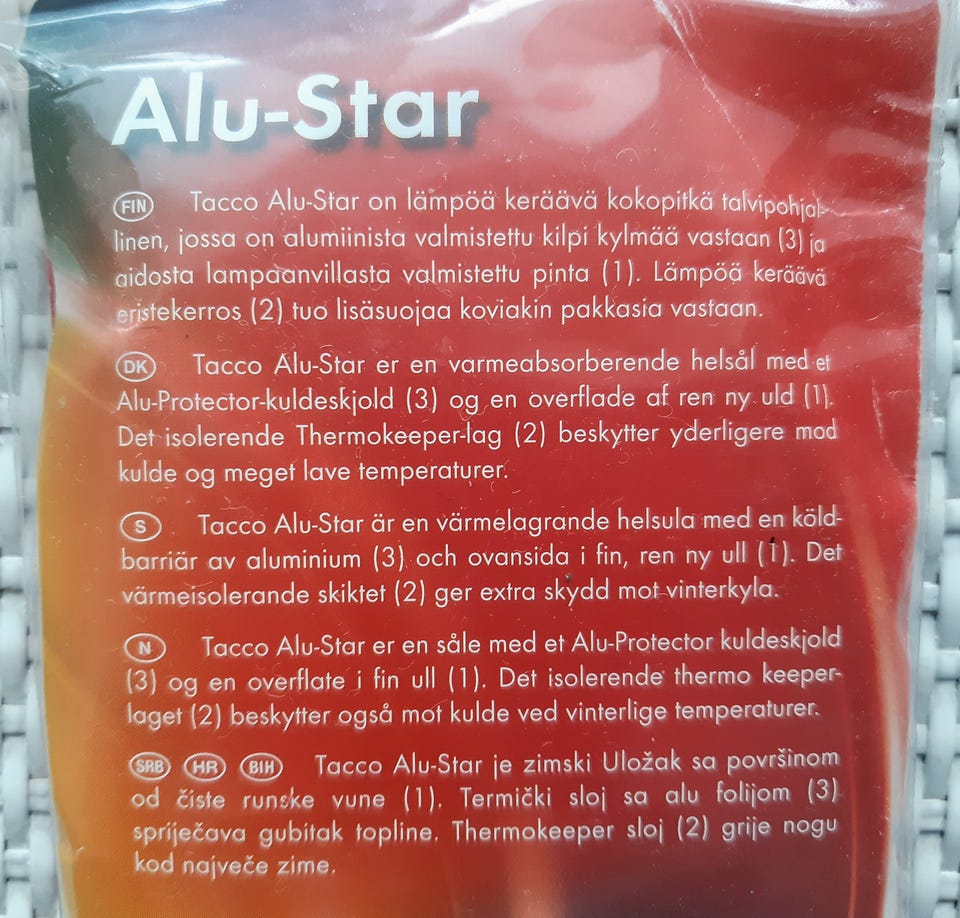 Alu-Star
FIN Tacco Alu-Star on lämpöä keräävä kokopitkä talvipohjal-
linen, jossa on alumiinista valmistettu kilpi kylmää vastaan (3) ja
aidosta lampaanvillasta valmistettu pinta (1). Lämpöä keräävä
eristekerros (2) tuo lisäsuojaa koviakin pakkasia vastaan.
DK Tacco Alu-Star er en varmeabsorberende helsål med et
Alu-Protector-kuldeskjold (3) og en overflade af ren ny uld (1).
Det isolerende Thermokeeper-lag (2) beskytter yderligere mod
kulde og meget lave temperaturer.
S Tacco Alu-Star är en värmelagrande helsula med en köld-
barriär av aluminium (3) och ovansida i fin, ren ny ull (1). Det
värmeisolerande skiktet (2) ger extra skydd mot vinterkyla.
N Tacco Alu-Star er en såle med et Alu-Protector kuldeskjold
(3) og en overflate i fin ull (1). Det isolerende thermo keeper-
laget (2) beskytter også mot kulde ved vinterlige temperaturer.
SRB HR BIH Tacco Alu-Star je zimski Uložak sa površinom
od čiste runske vune (1). Termički sloj sa alu folijom (3)
spriječava gubitak topline. Thermokeeper sloj (2) grije nogu
kod največe zime.